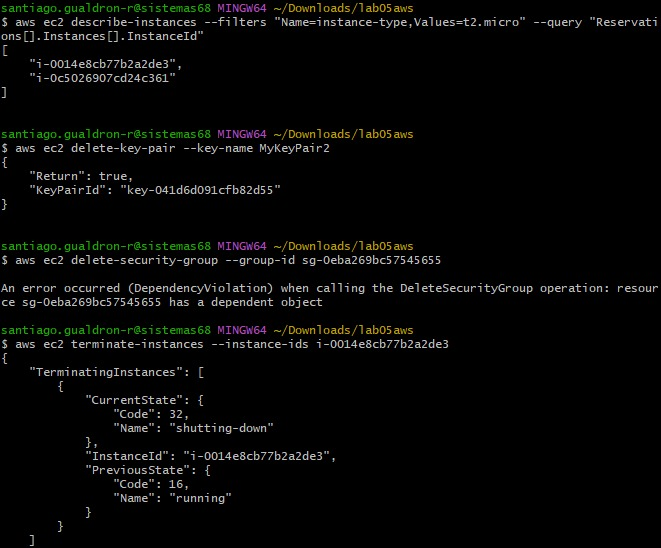 santiago.gualdron-r@sistemas68 MINGW64 ~/Downloads/lab05aws
$ aws ec2 describe-instances --filters "Name=instance-type,Values=t2.micro" --query "Reservati
ons[].Instances[].InstanceId"
[
    "i-0014e8cb77b2a2de3",
    "i-0c5026907cd24c361"
]
santiago.gualdron-r@sistemas68 MINGW64 ~/Downloads/lab05aws
$ aws ec2 delete-key-pair --key-name MyKeyPair2
{
    "Return": true,
    "KeyPairId": "key-041d6d091cfb82d55"
}
santiago.gualdron-r@sistemas68 MINGW64 ~/Downloads/lab05aws
$ aws ec2 delete-security-group --group-id sg-0eba269bc57545655
An error occurred (DependencyViolation) when calling the DeleteSecurityGroup operation: resour
ce sg-0eba269bc57545655 has a dependent object
santiago.gualdron-r@sistemas68 MINGW64 ~/Downloads/lab05aws
$ aws ec2 terminate-instances --instance-ids i-0014e8cb77b2a2de3
{
    "TerminatingInstances": [
        {
            "CurrentState": {
                "Code": 32,
                "Name": "shutting-down"
            },
            "InstanceId": "i-0014e8cb77b2a2de3",
            "PreviousState": {
                "Code": 16,
                "Name": "running"
            }
        }
    ]